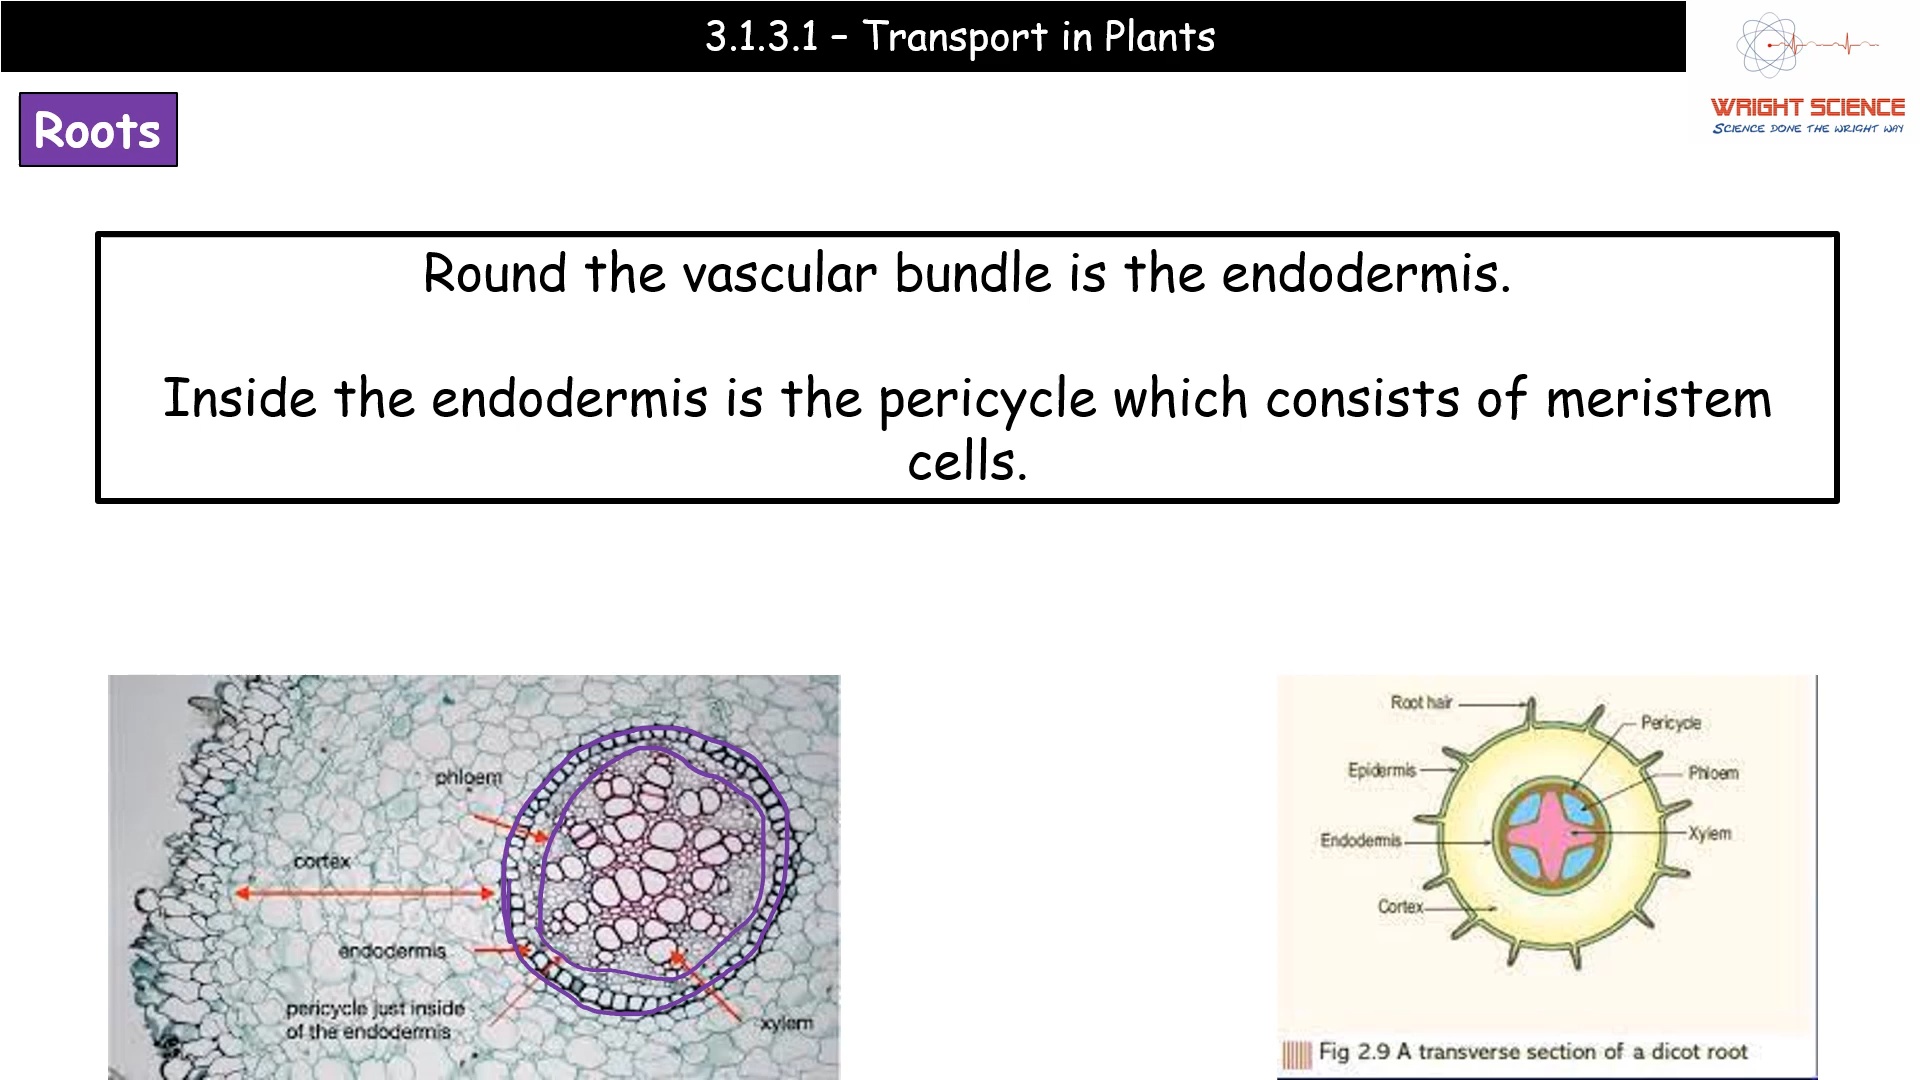 3.1.3.1 – Transport in Plants
WRIGHT SCIENCE
SCIENCE DONE THE WRIGHT WAY
Roots
Round the vascular bundle is the endodermis.
Inside the endodermis is the pericycle which consists of meristem
cells.
phloem
cortex
endodermis
pericycle just inside
of the endodermis
xylem
Root hair
Pericycle
Epidermis
Phloem
Endodermis
Xylem
Cortex
Fig 2.9 A transverse section of a dicot root